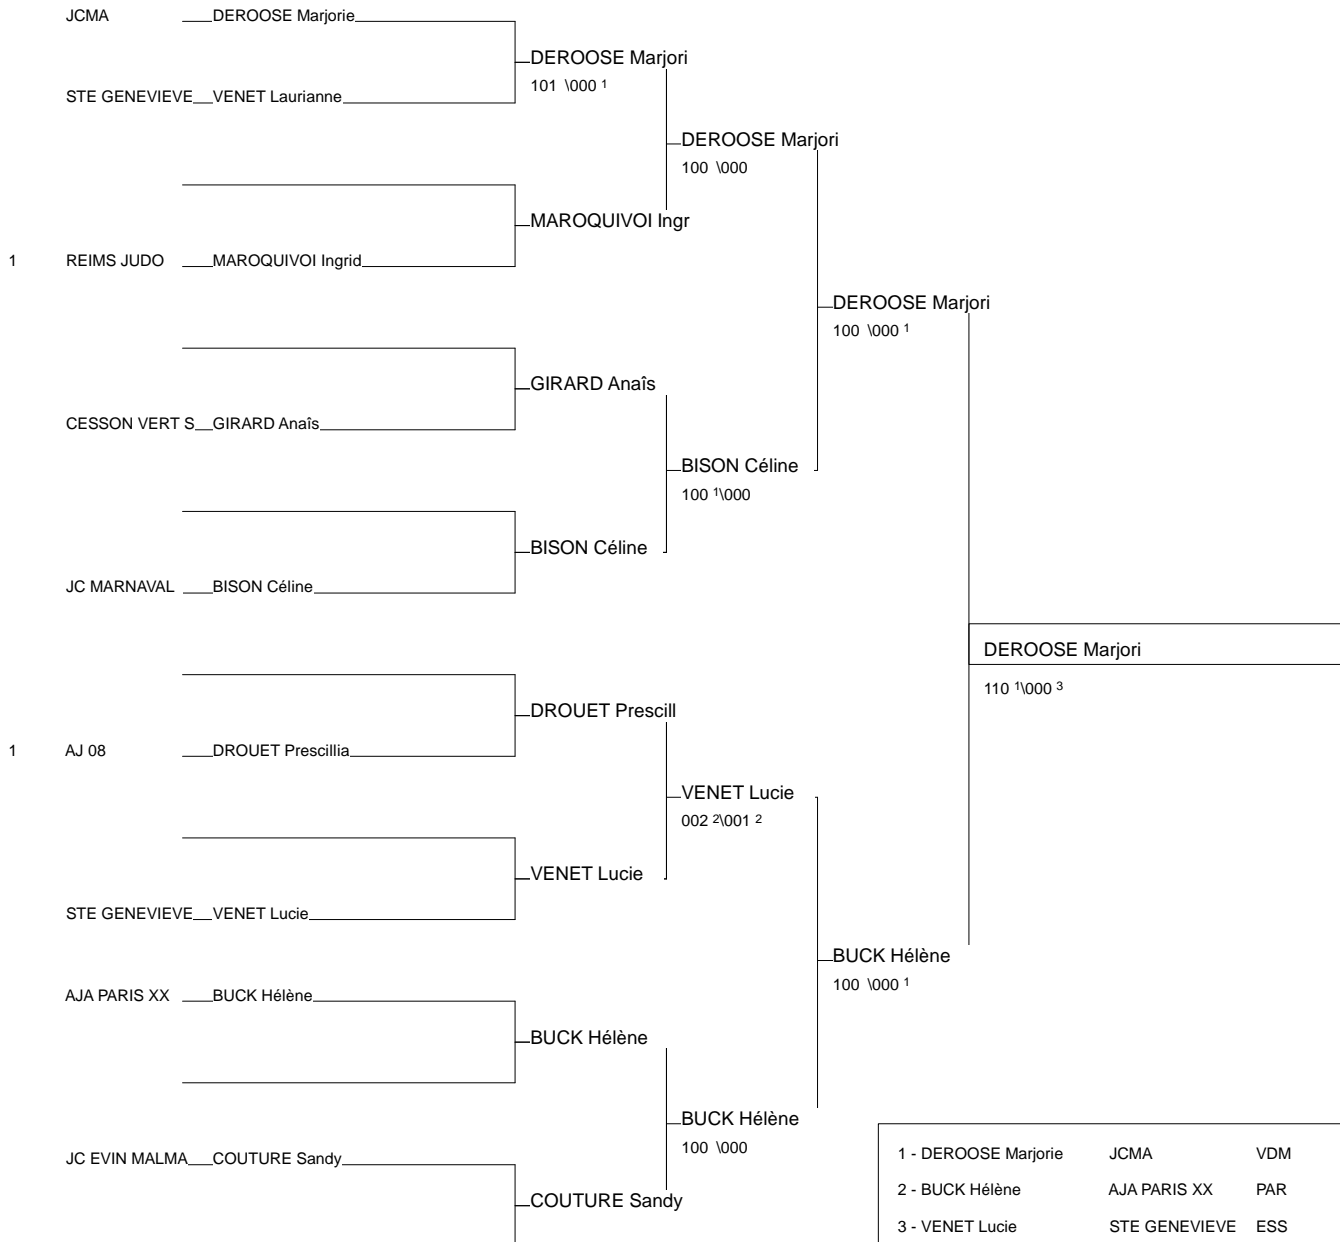 JCMA DEROOSE Marjorie
DEROOSE Marjori
101 \000 1
STE GENEVIEVE VENET Laurianne
DEROOSE Marjori
100 \000
MAROQUIVOI Ingr
1 REIMS JUDO MAROQUIVOI Ingrid
DEROOSE Marjori
100 \000 1
GIRARD Anaîs
CESSON VERT S GIRARD Anaîs
BISON Céline
100 1\000
BISON Céline
JC MARNAVAL BISON Céline
DEROOSE Marjori
110 1\000 3
DROUET Prescill
1 AJ 08 DROUET Prescillia
VENET Lucie
002 2\001 2
VENET Lucie
STE GENEVIEVE VENET Lucie
BUCK Hélène
100 \000 1
AJA PARIS XX BUCK Hélène
BUCK Hélène
BUCK Hélène
100 \000
JC EVIN MALMA COUTURE Sandy
COUTURE Sandy
1 - DEROOSE Marjorie JCMA VDM
2 - BUCK Hélène AJA PARIS XX PAR
3 - VENET Lucie STE GENEVIEVE ESS